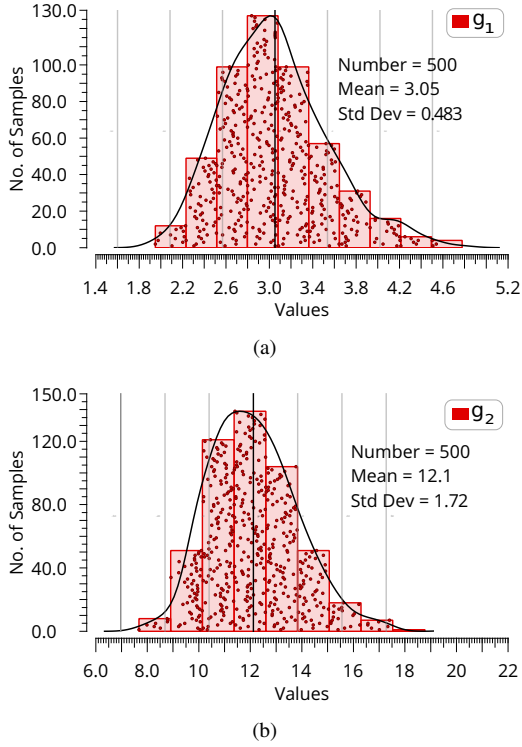 g1
130.0
100.0
80.0
60.0
40.0
20.0
0.0
No. of Samples
Number = 500
Mean = 3.05
Std Dev = 0.483
1.4 1.8 2.2 2.6 3.0 3.4 3.8 4.2 4.8 5.2
Values
(a)
g2
150.0
120.0
80.0
40.0
0.0
No. of Samples
Number = 500
Mean = 12.1
Std Dev = 1.72
6.0 8.0 10 12 14 16 18 20 22
Values
(b)